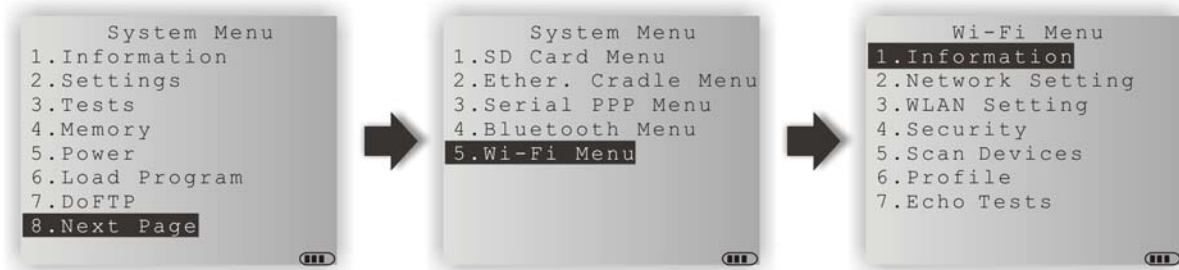 System Menu
1.Information
2.Settings
3.Tests
4.Memory
5.Power
6.Load Program
7.DoFTP
8.Next Page
System Menu
1.SD Card Menu
2.Ether. Cradle Menu
3.Serial PPP Menu
4.Bluetooth Menu
5.Wi-Fi Menu
Wi-Fi Menu
1.Information
2.Network Setting
3.WLAN Setting
4.Security
5.Scan Devices
6.Profile
7.Echo Tests